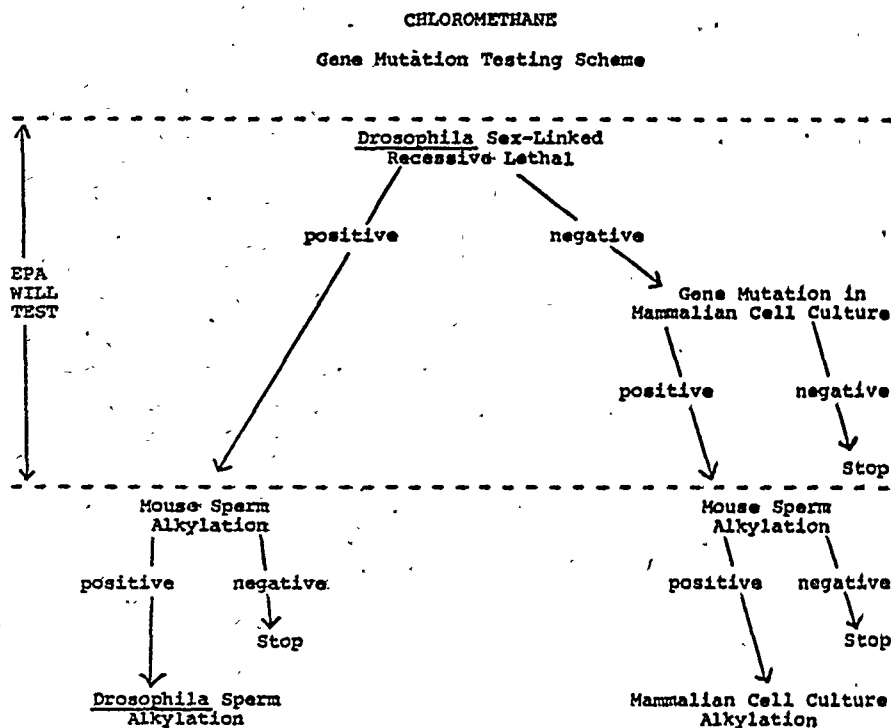 CHLOROMETHANE
Gene Mutation Testing Scheme
Drosophila Sex-Linked
Recessive Lethal
positive
negative
EPA
WILL
TEST
Gene Mutation in
Mammalian Cell Culture
positive
negative
Stop
Mouse Sperm
Alkylation
Mouse Sperm
Alkylation
positive
negative
positive
negative
Stop
Stop
Drosophila Sperm
Alkylation
Mammalian Cell Culture
Alkylation